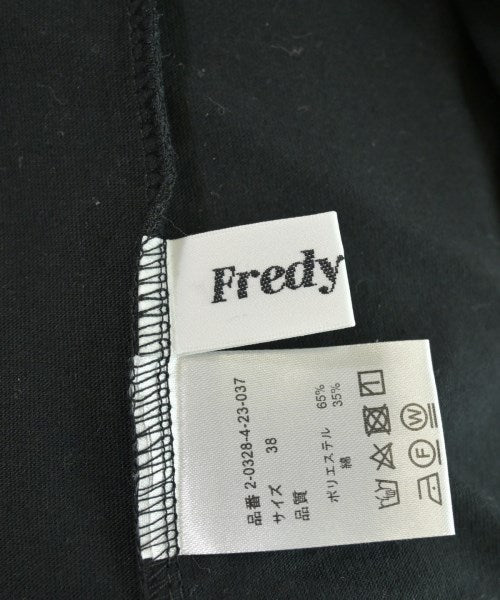 Fredy
品番 2-0328-4-23-037
サイズ 38
品質
ポリエステル 65%
綿 35%
F
W